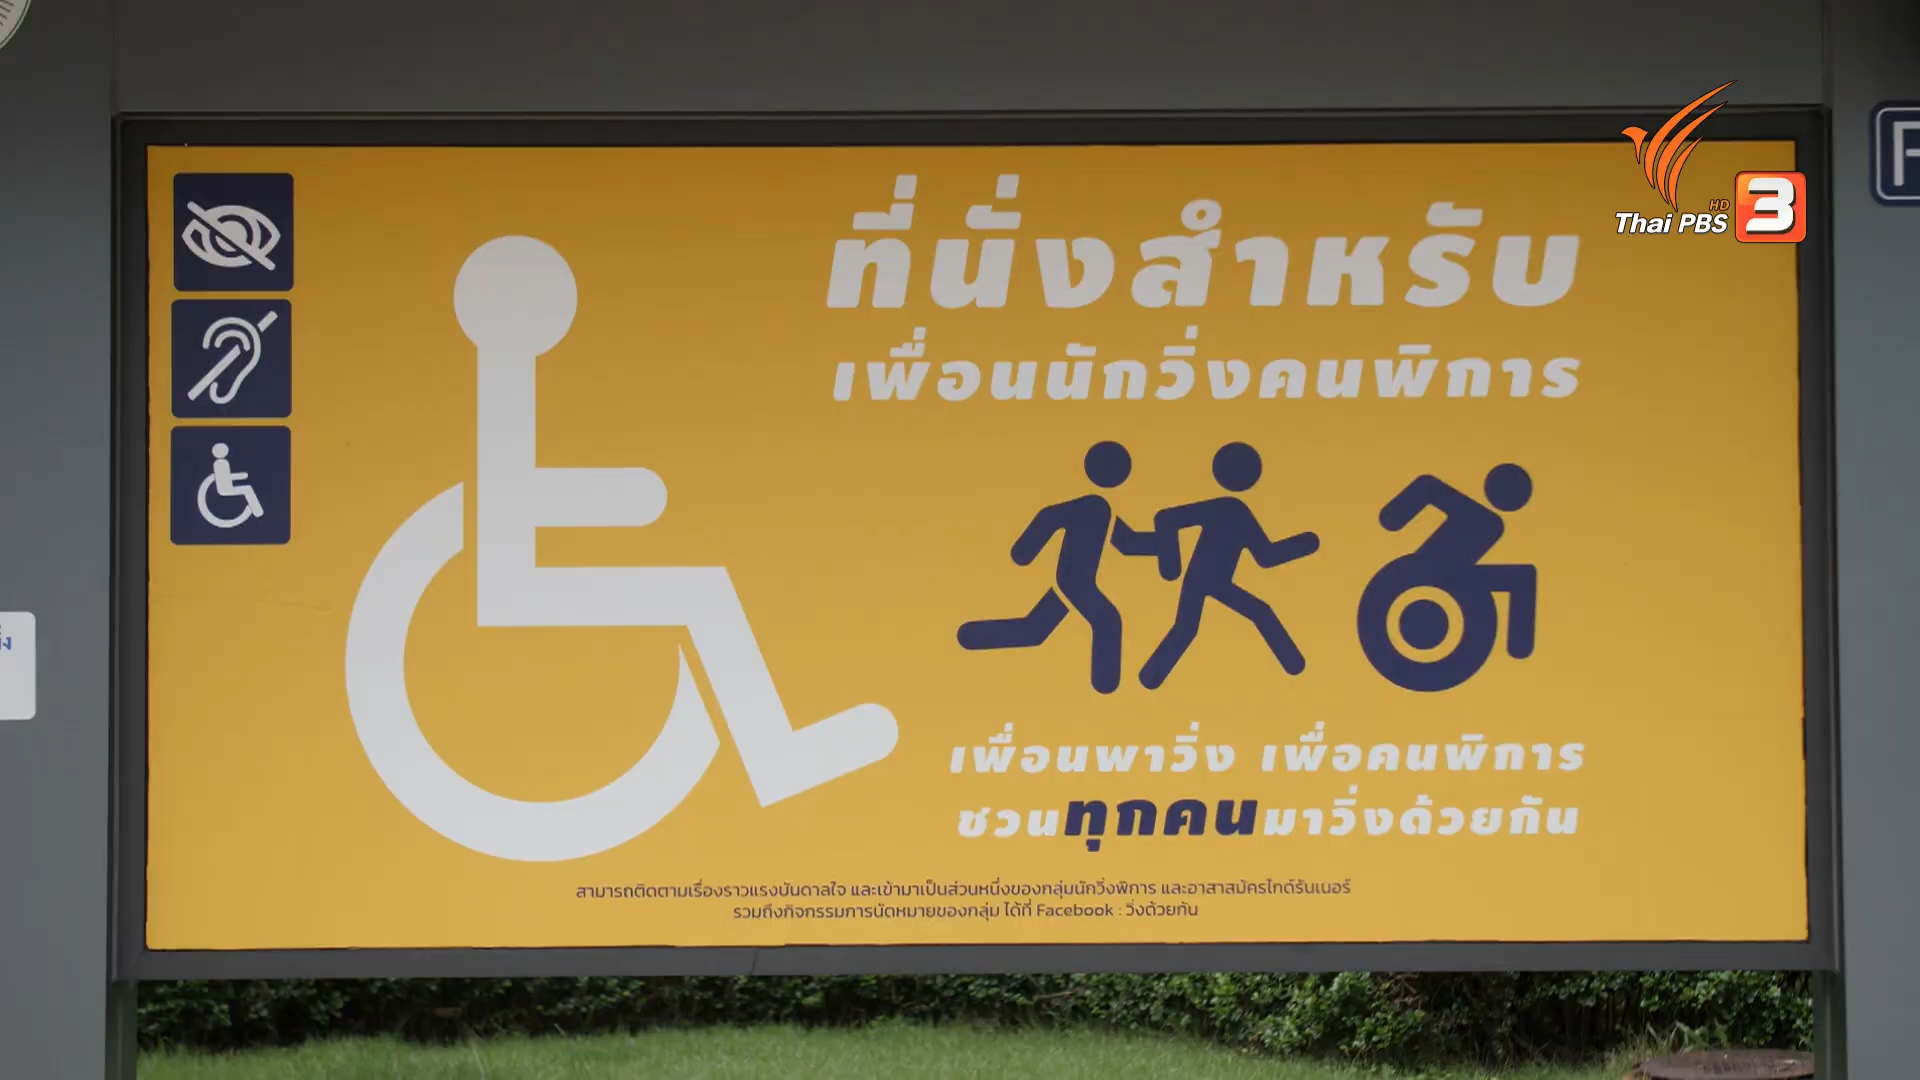 ที่นั่งสำหรับ
เพื่อนนักวิ่งคนพิการ
เพื่อนพาวิ่ง เพื่อคนพิการ
ชวนทุกคนมาวิ่งด้วยกัน
สามารถติดตามเรื่องราวแรงบันดาลใจ และเข้ามาเป็นส่วนหนึ่งของกลุ่มนักวิ่งพิการ และอาสาสมัครไกด์รันเนอร์
รวมถึงกิจกรรมการนัดหมายของกลุ่ม ได้ที่ Facebook : วิ่งด้วยกัน
Thai PBS HD 3